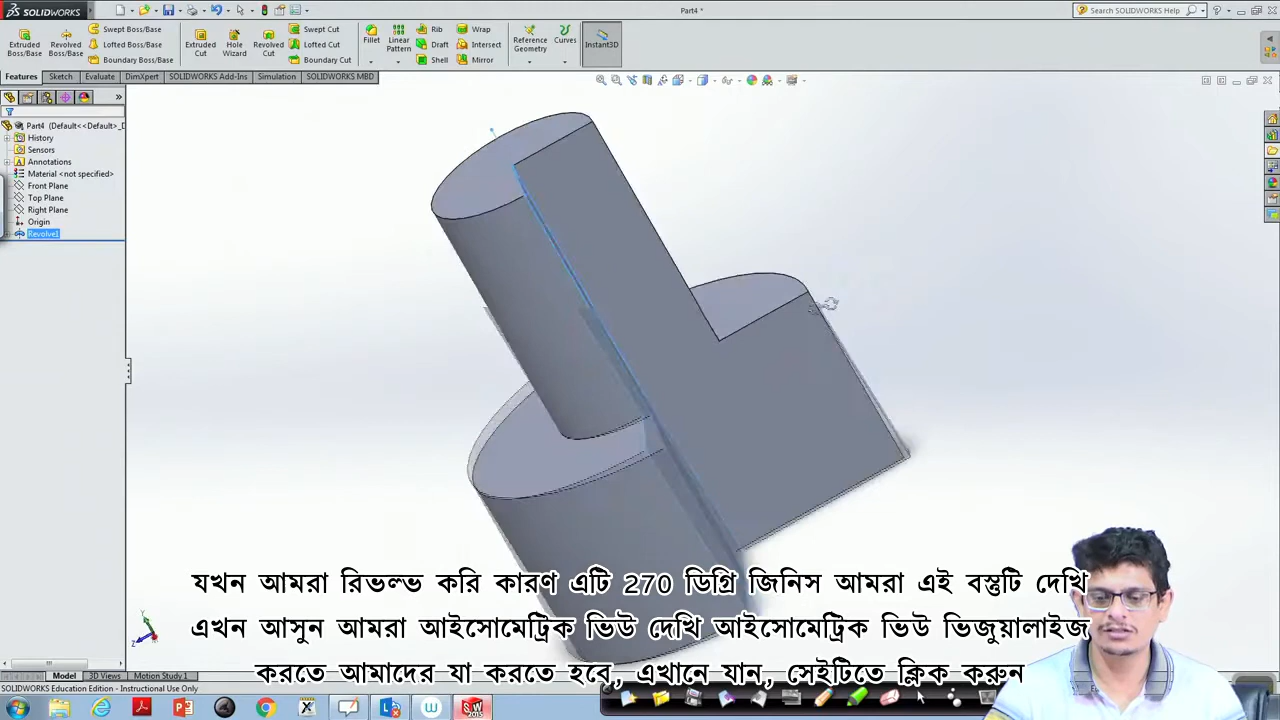 SOLIDWORKS
Part4 *
Search SOLIDWORKS Help
Extruded Boss/Base
Revolved Boss/Base
Swept Boss/Base
Lofted Boss/Base
Boundary Boss/Base
Extruded Cut
Hole Wizard
Revolved Cut
Swept Cut
Lofted Cut
Boundary Cut
Fillet
Linear Pattern
Rib
Draft
Shell
Wrap
Intersect
Mirror
Reference Geometry
Curves
Instant3D
Features
Sketch
Evaluate
DimXpert
SOLIDWORKS Add-Ins
Simulation
SOLIDWORKS MBD
Part4 (Default<<Default>_D
History
Sensors
Annotations
Material <not specified>
Front Plane
Top Plane
Right Plane
Origin
Revolve1
যখন আমরা রিভল্ভ করি কারণ এটি 270 ডিগ্রি জিনিস আমরা এই বস্তুটি দেখি
এখন আসুন আমরা আইসোমেট্রিক ভিউ দেখি আইসোমেট্রিক ভিউ ভিজুয়ালাইজ
করতে আমাদের যা করতে হবে, এখানে যান, সেইটিতে ক্লিক করুন
Model
3D Views
Motion Study 1
SOLIDWORKS Education Edition - Instructional Use Only